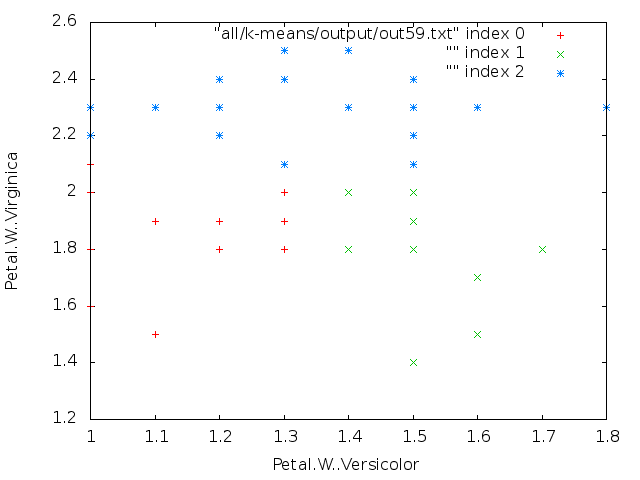 2.6
2.4
2.2
2
1.8
1.6
1.4
1.2
Petal.W..Virginica
"all/k-means/output/out59.txt" index 0
"" index 1
"" index 2
1 1.1 1.2 1.3 1.4 1.5 1.6 1.7 1.8
Petal.W..Versicolor